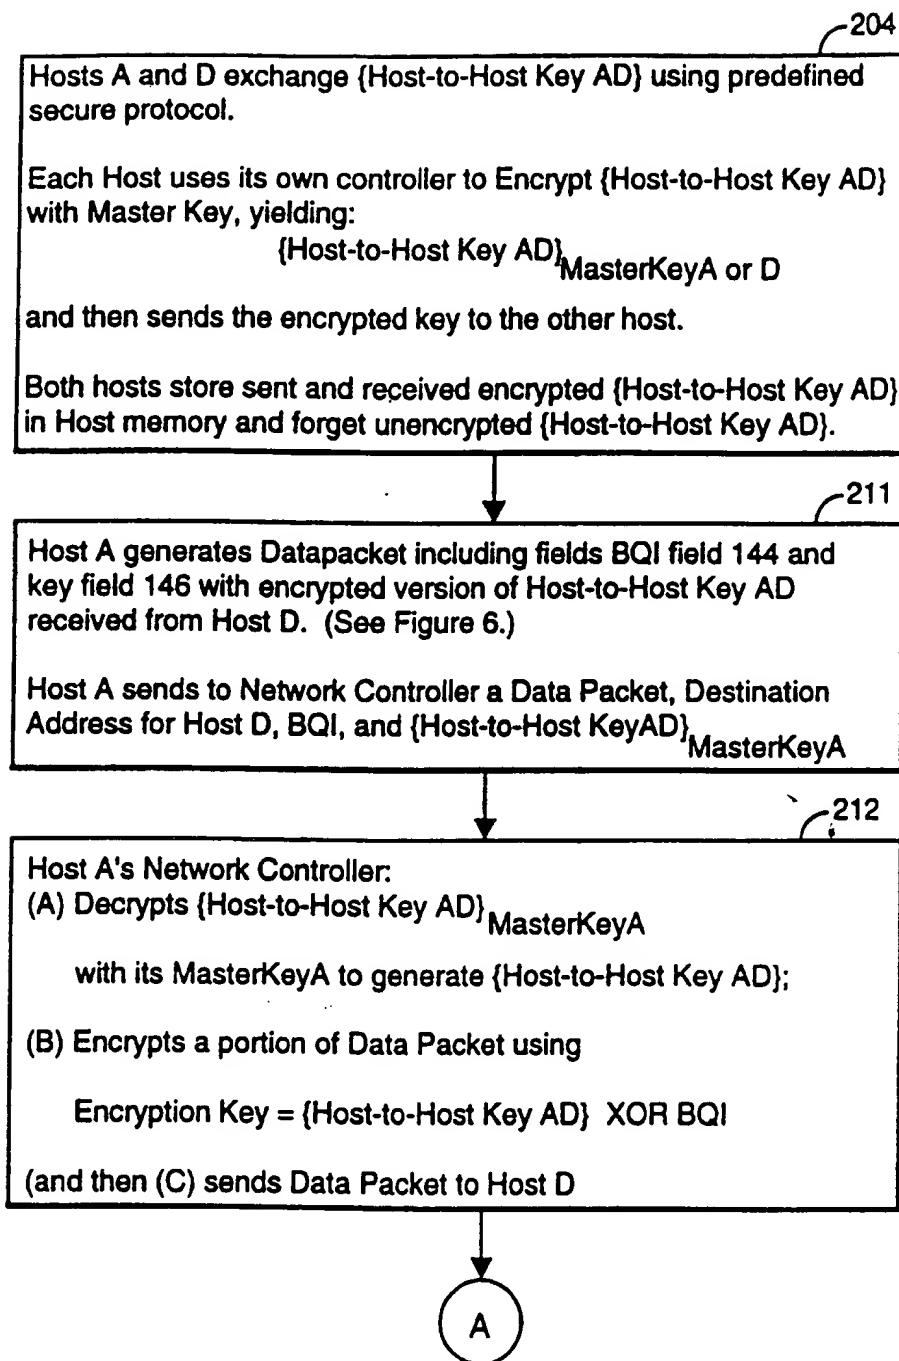 204
Hosts A and D exchange {Host-to-Host Key AD} using predefined
secure protocol.
Each Host uses its own controller to Encrypt {Host-to-Host Key AD}
with Master Key, yielding:
{Host-to-Host Key AD}MasterKeyA or D
and then sends the encrypted key to the other host.
Both hosts store sent and received encrypted {Host-to-Host Key AD}
in Host memory and forget unencrypted {Host-to-Host Key AD}.
211
Host A generates Datapacket including fields BQI field 144 and
key field 146 with encrypted version of Host-to-Host Key AD
received from Host D. (See Figure 6.)
Host A sends to Network Controller a Data Packet, Destination
Address for Host D, BQI, and {Host-to-Host KeyAD}MasterKeyA
212
Host A's Network Controller:
(A) Decrypts {Host-to-Host Key AD}MasterKeyA
with its MasterKeyA to generate {Host-to-Host Key AD};
(B) Encrypts a portion of Data Packet using
Encryption Key = {Host-to-Host Key AD} XOR BQI
(and then (C) sends Data Packet to Host D
A